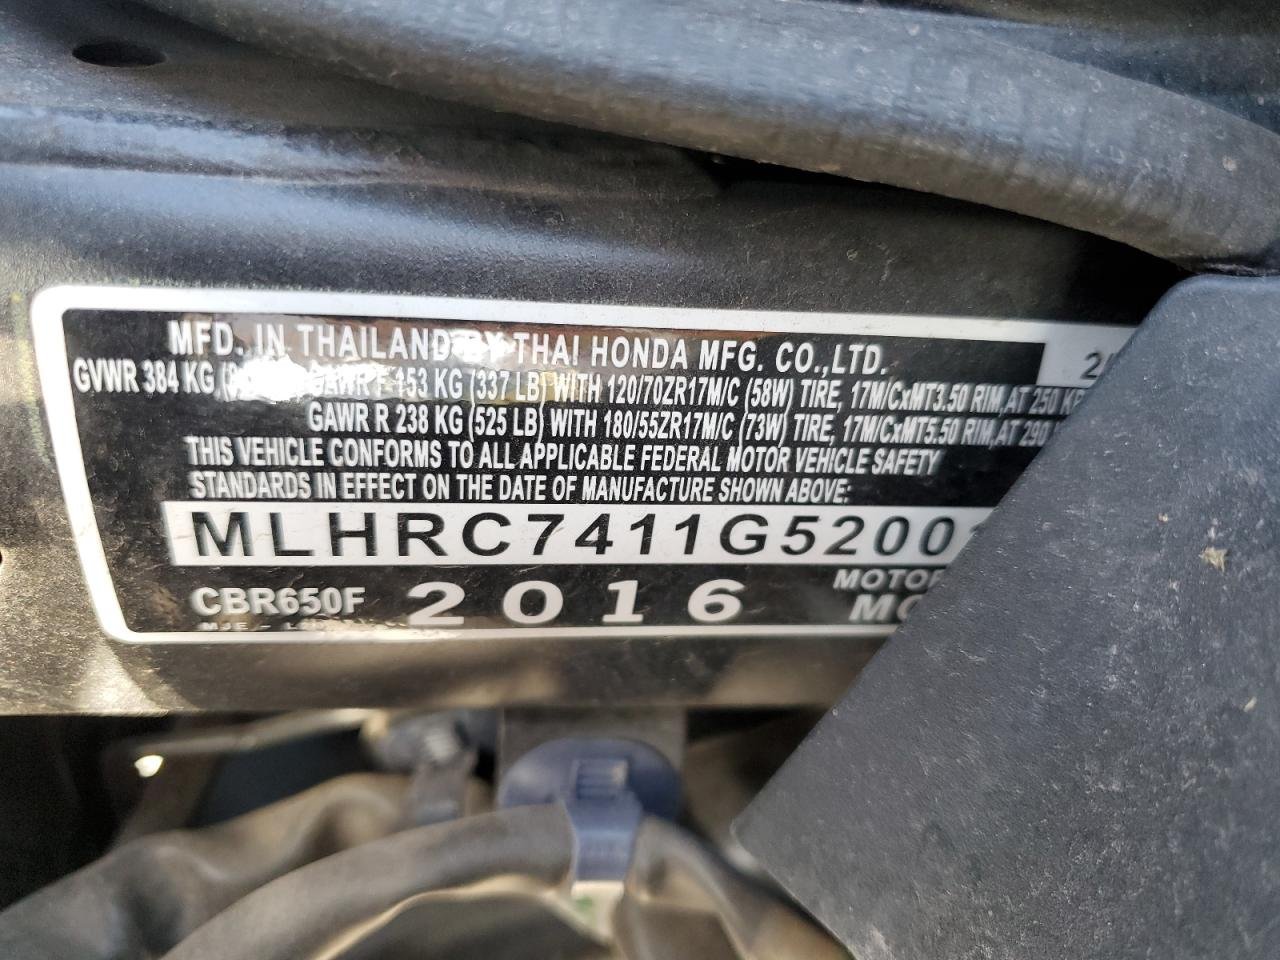 MFD. IN THAILAND BY THAI HONDA MFG. CO.,LTD.
GVWR 384 KG GAWR F 153 KG (337 LB) WITH 120/70ZR17M/C (58W) TIRE, 17M/CxMT3.50 RIM, AT 250
GAWR R 238 KG (525 LB) WITH 180/55ZR17M/C (73W) TIRE, 17M/CxMT5.50 RIM, AT 290
THIS VEHICLE CONFORMS TO ALL APPLICABLE FEDERAL MOTOR VEHICLE SAFETY
STANDARDS IN EFFECT ON THE DATE OF MANUFACTURE SHOWN ABOVE:
MLHRC7411G5200
CBR650F 2016 MOTOR